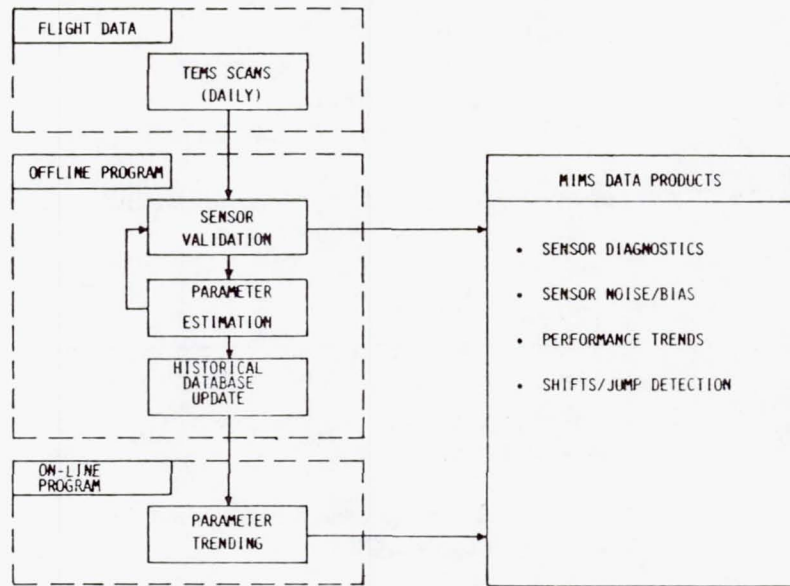 FLIGHT DATA
TEMS SCANS
(DAILY)
OFFLINE PROGRAM
SENSOR
VALIDATION
PARAMETER
ESTIMATION
HISTORICAL
DATABASE
UPDATE
ON-LINE
PROGRAM
PARAMETER
TRENDING
MIMS DATA PRODUCTS
• SENSOR DIAGNOSTICS
• SENSOR NOISE/BIAS
• PERFORMANCE TRENDS
• SHIFTS/JUMP DETECTION